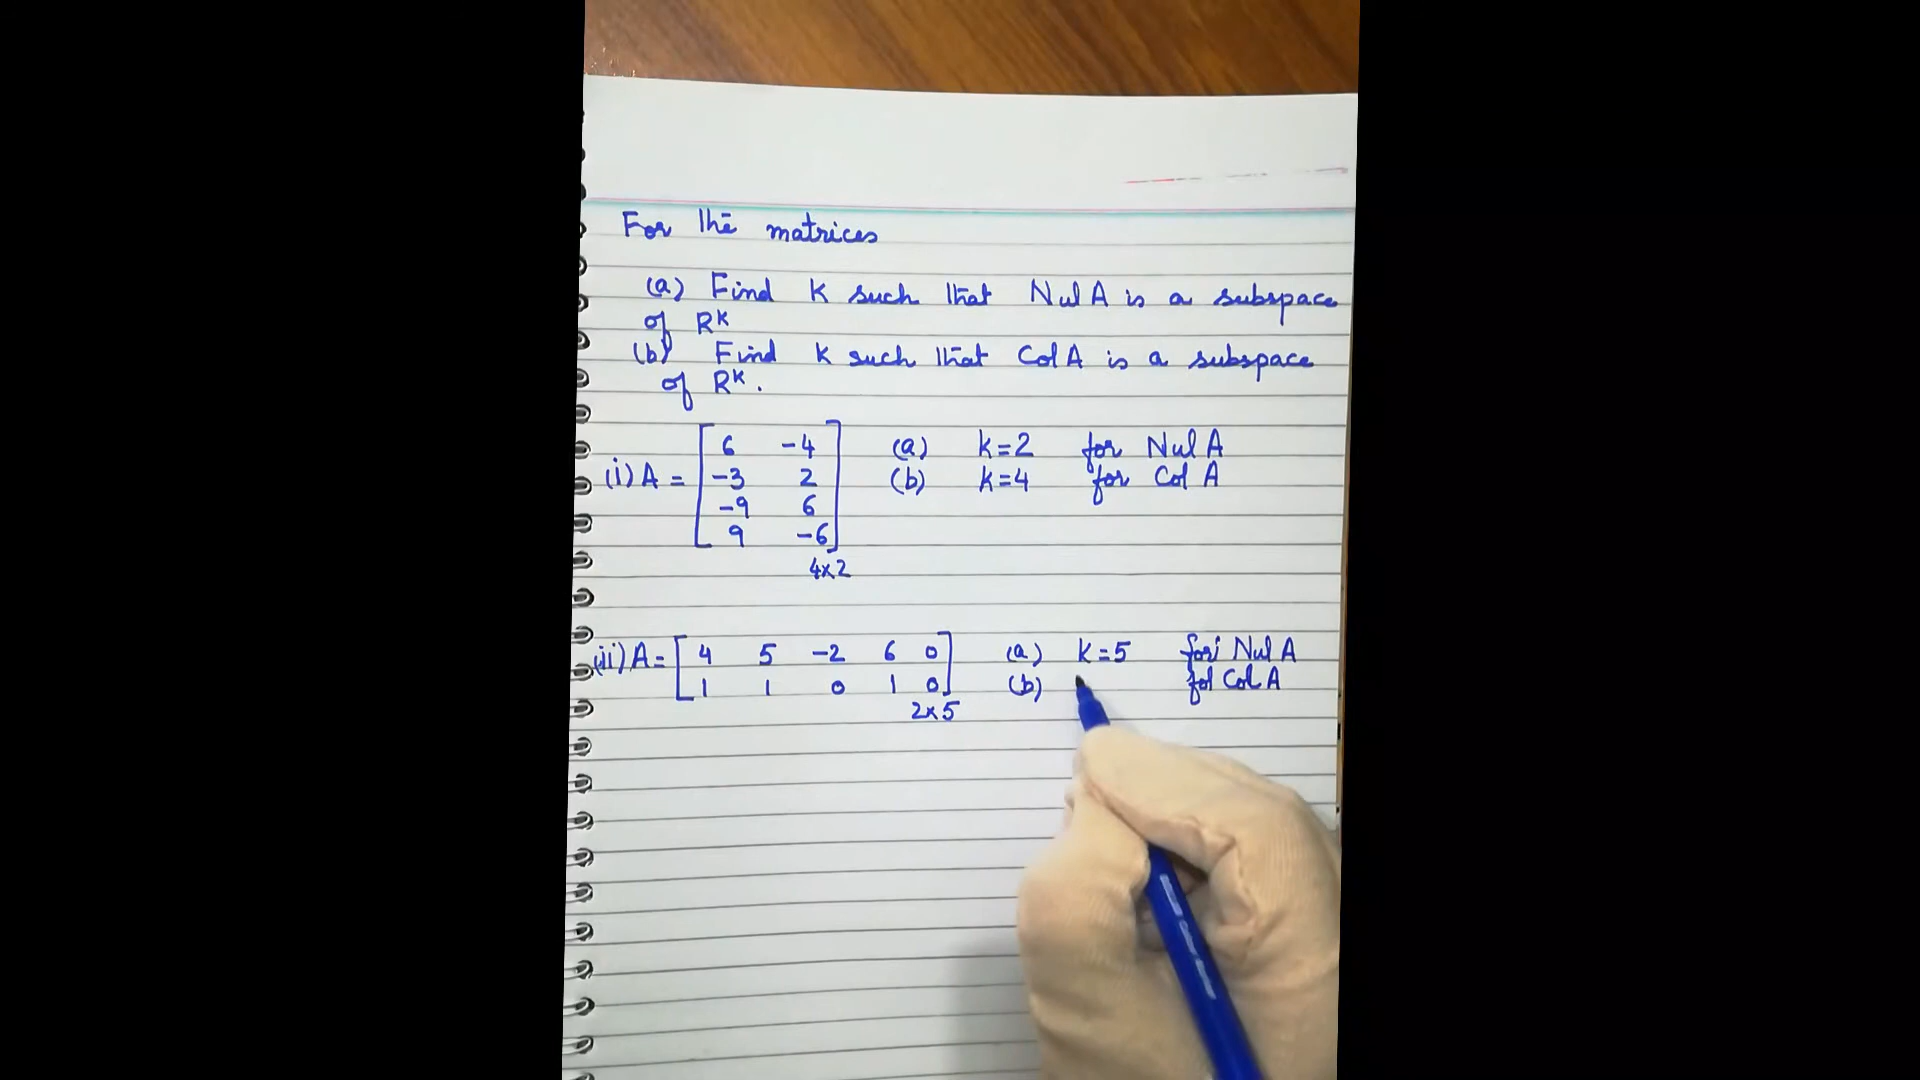 For the matrices
(a) Find K such that Nul A is a subspace
of R^K
(b) Find K such that Col A is a subspace
of R^K.
(i) A = [ 6 -4 (a) k=2 for Nul A
-3 2 (b) k=4 for Col A
-9 6
9 -6 ]
4x2
(ii) A = [ 4 5 -2 6 0 (a) K=5 for Nul A
1 1 0 1 0 ] (b) for Col A
2x5